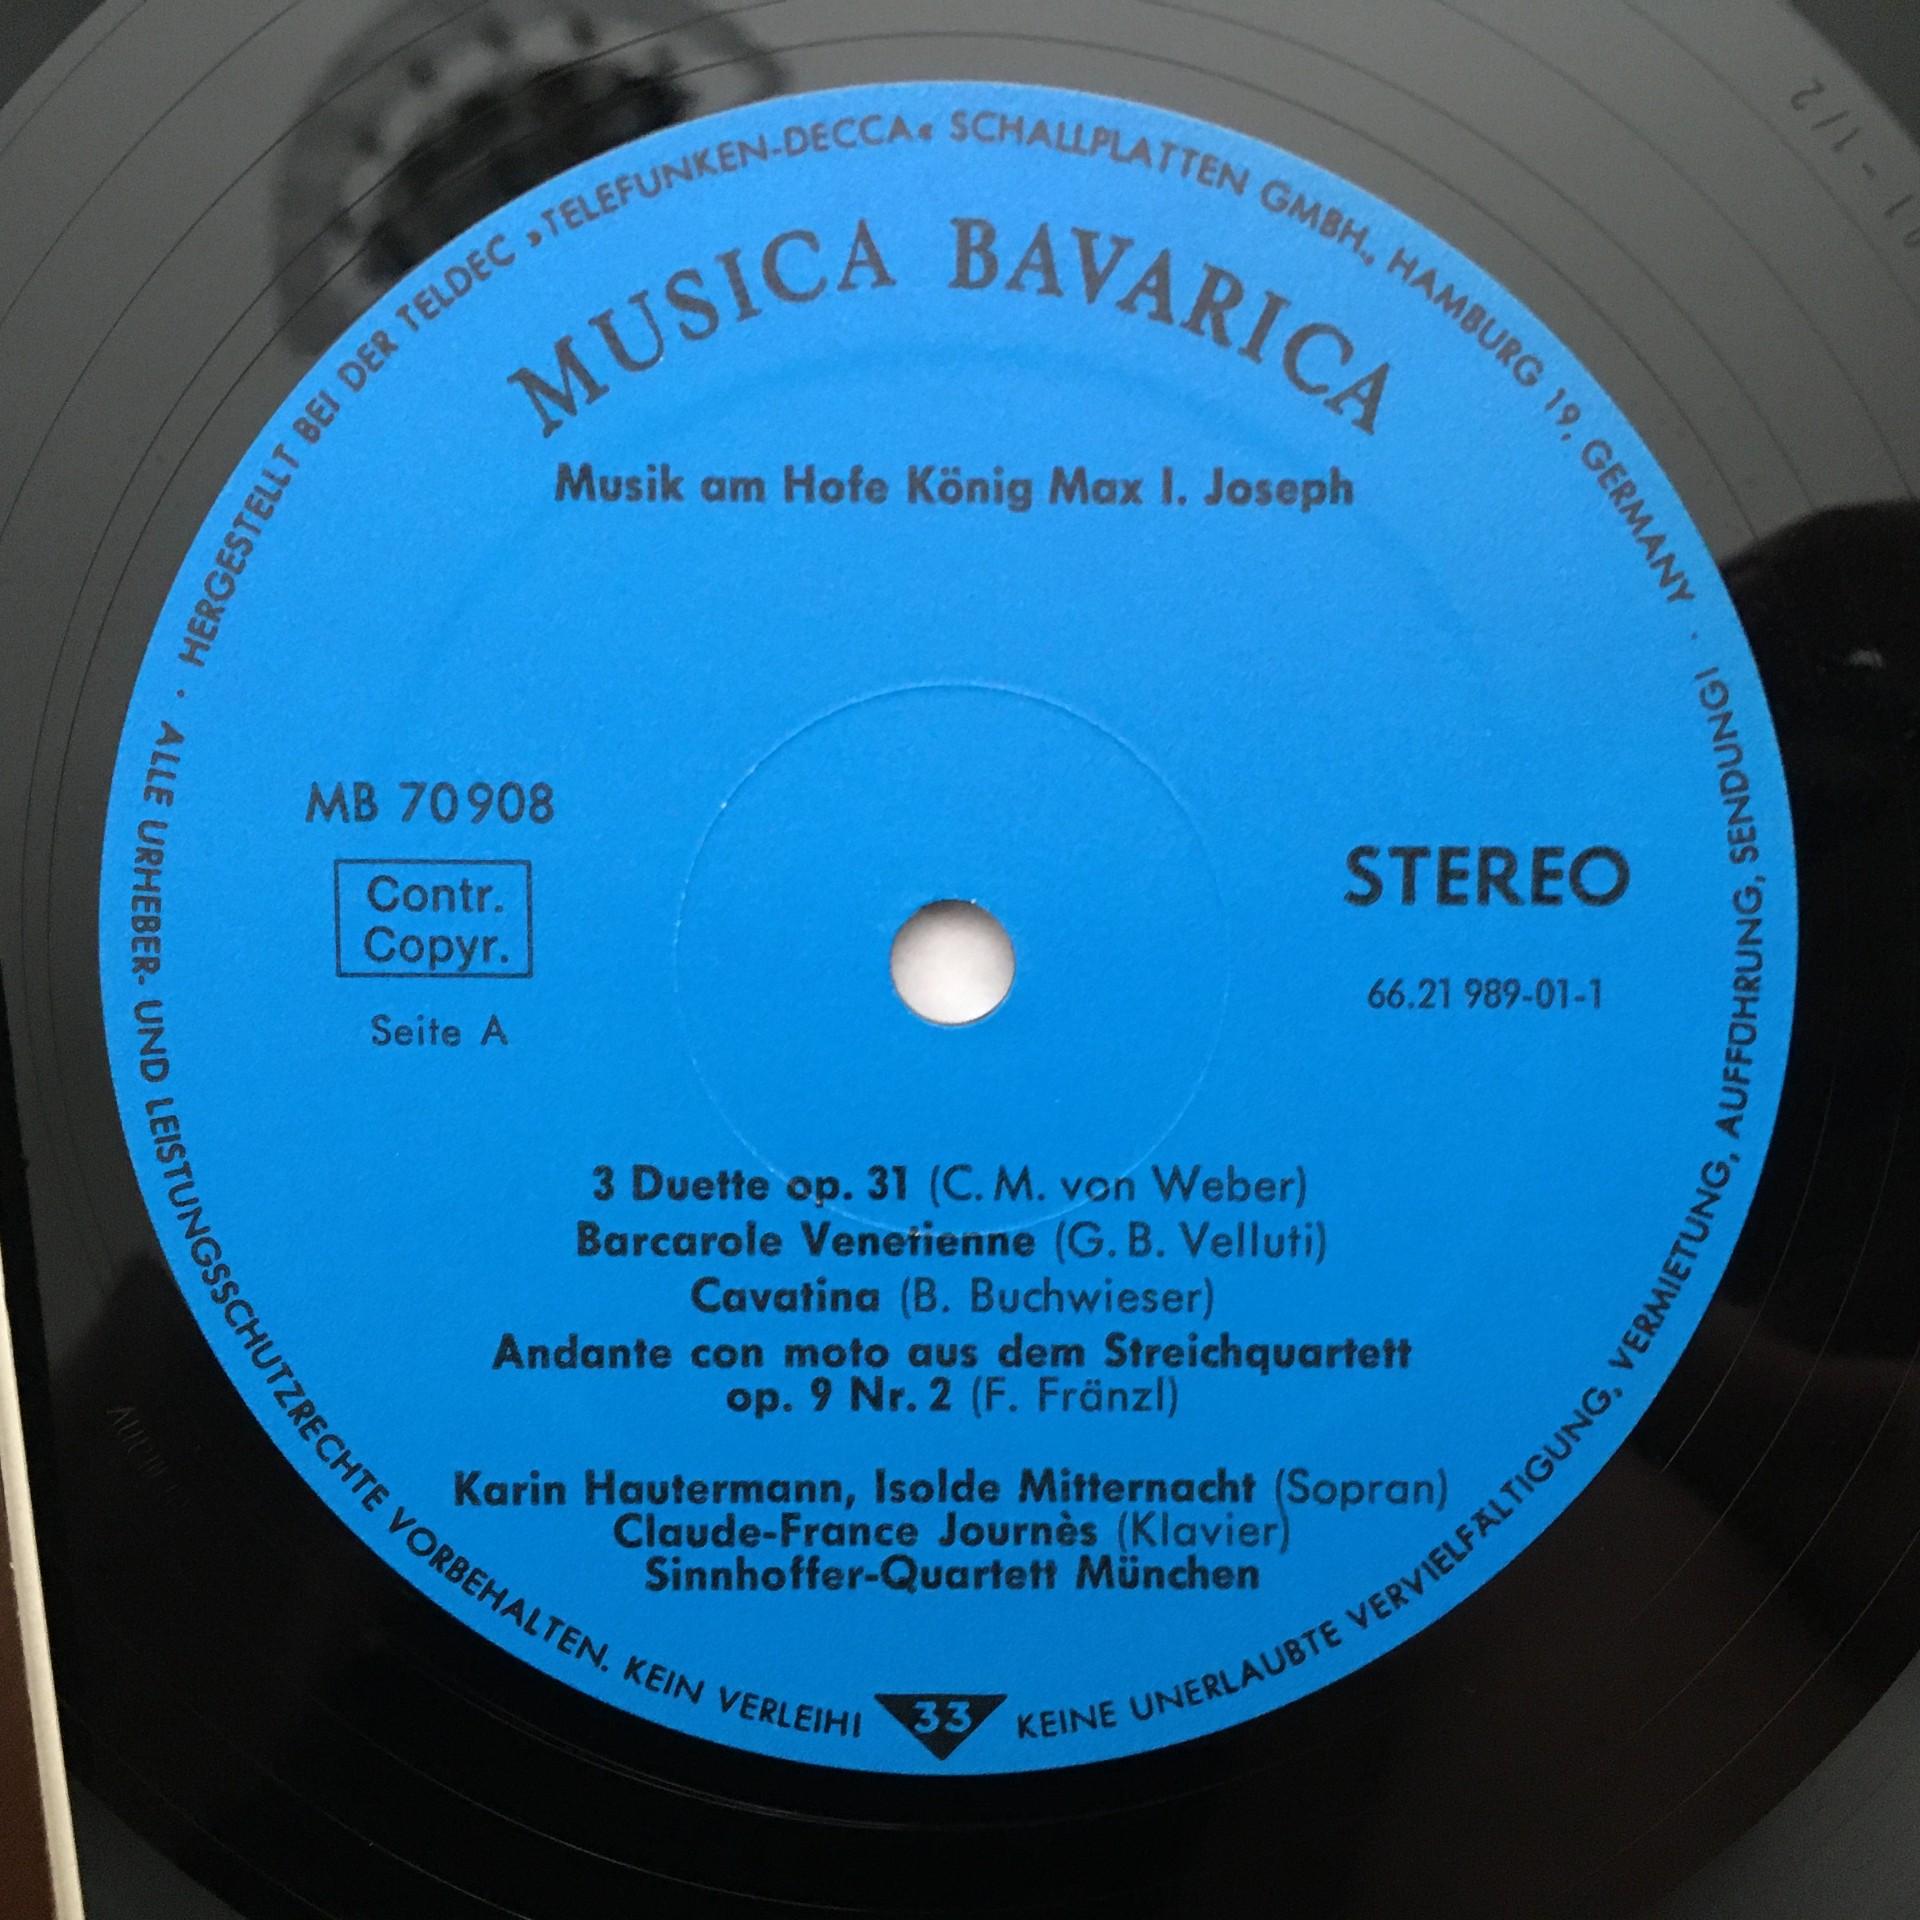 HERGESTELLT BEI DER TELDEC »TELEFUNKEN-DECCA« SCHALLPLATTEN GMBH., HAMBURG 19, GERMANY ·
MUSICA BAVARICA
Musik am Hofe König Max I. Joseph
MB 70908
Contr.
Copyr.
Seite A
STEREO
66.21 989-01-1
3 Duette op. 31 (C. M. von Weber)
Barcarole Venetienne (G. B. Velluti)
Cavatina (B. Buchwieser)
Andante con moto aus dem Streichquartett
op. 9 Nr. 2 (F. Fränzl)
Karin Hautermann, Isolde Mitternacht (Sopran)
Claude-France Journès (Klavier)
Sinnhoffer-Quartett München
· ALLE URHEBER- UND LEISTUNGSSCHUTZRECHTE VORBEHALTEN. KEIN VERLEIH!
33
KEINE UNERLAUBTE VERVIELFÄLTIGUNG, VERMIETUNG, AUFFÜHRUNG, SENDUNG!